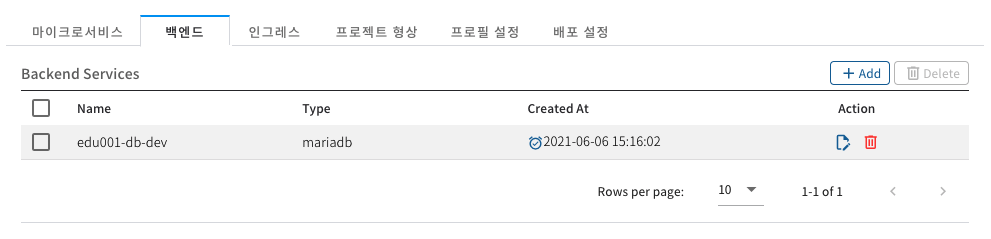 마이크로서비스 백엔드 인그레스 프로젝트 형상 프로필 설정 배포 설정
Backend Services + Add Delete
Name Type Created At Action
edu001-db-dev mariadb 2021-06-06 15:16:02
Rows per page: 10 1-1 of 1